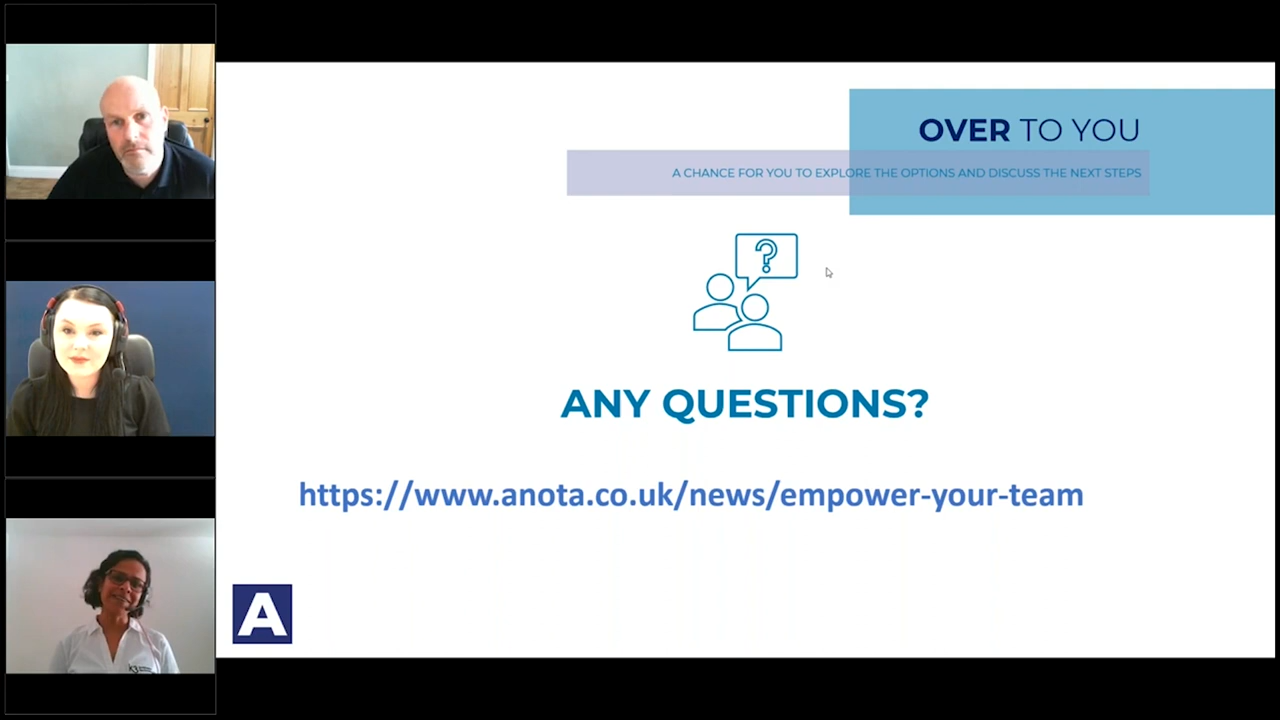 OVER TO YOU
A CHANCE FOR YOU TO EXPLORE THE OPTIONS AND DISCUSS THE NEXT STEPS
?
ANY QUESTIONS?
https://www.anota.co.uk/news/empower-your-team
A